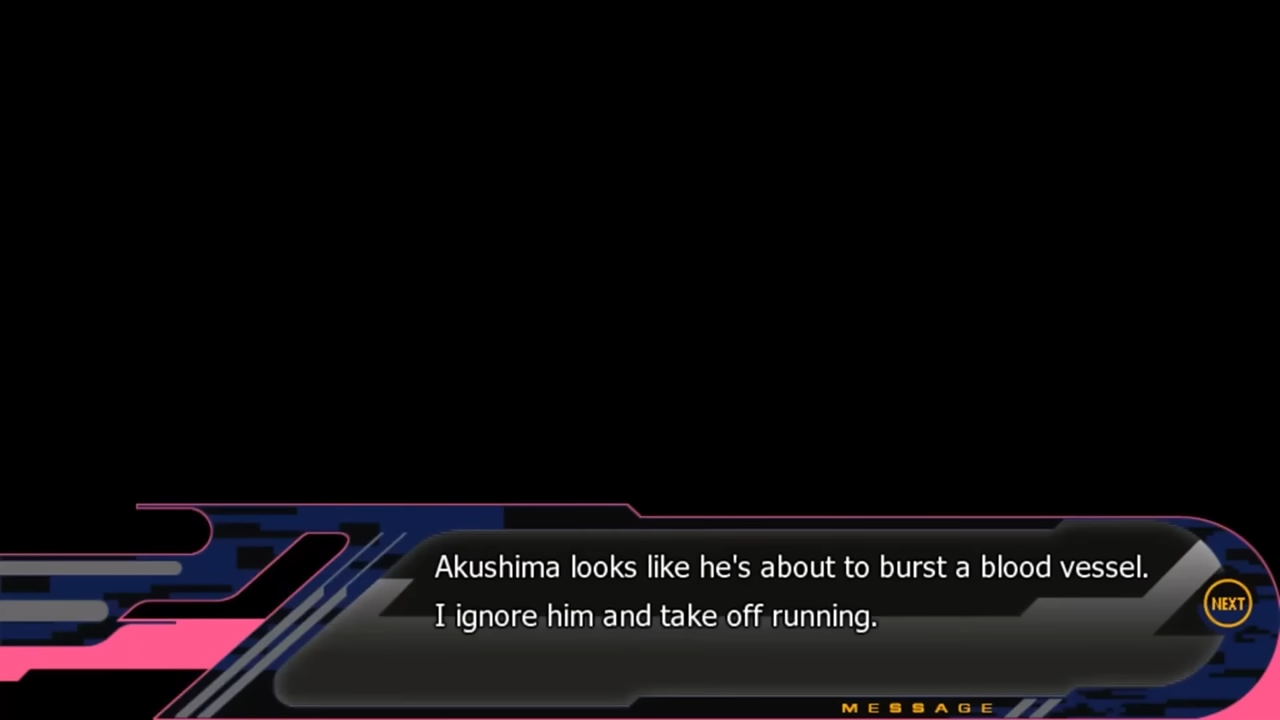 Akushima looks like he's about to burst a blood vessel.
I ignore him and take off running.
NEXT
MESSAGE